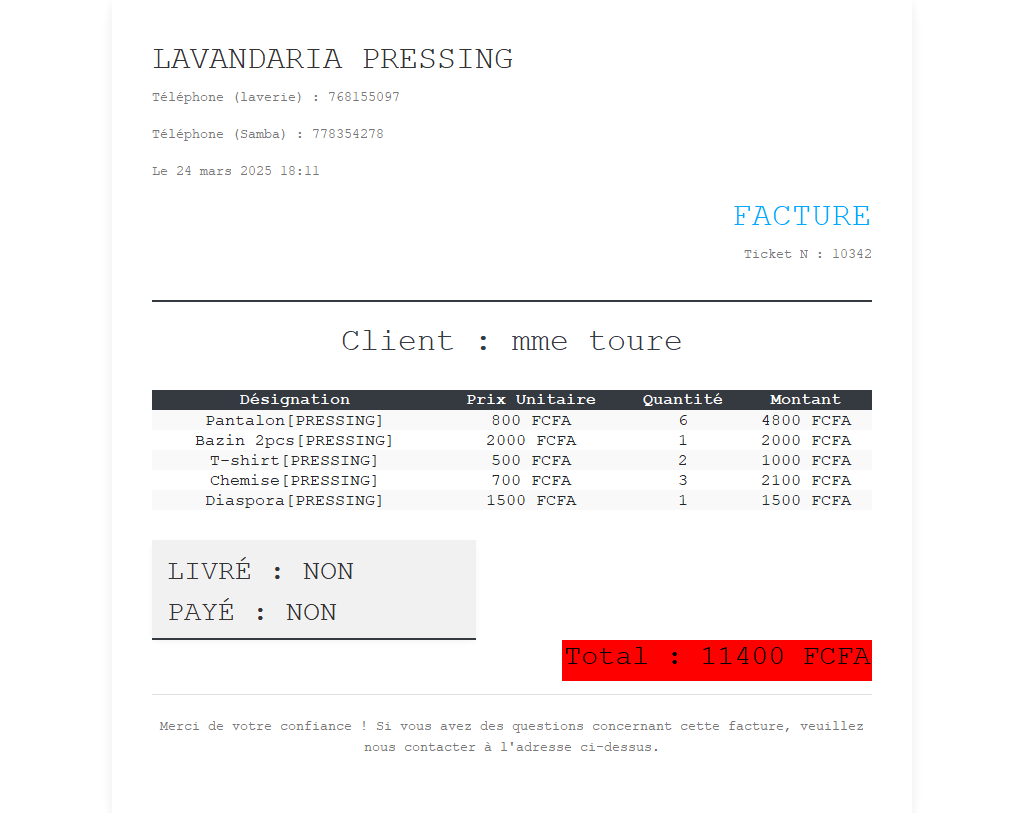 LAVANDARIA PRESSING
Téléphone (laverie) : 768155097
Téléphone (Samba) : 778354278
Le 24 mars 2025 18:11
FACTURE
Ticket N : 10342
Client : mme toure
Désignation Prix Unitaire Quantité Montant
Pantalon[PRESSING] 800 FCFA 6 4800 FCFA
Bazin 2pcs[PRESSING] 2000 FCFA 1 2000 FCFA
T-shirt[PRESSING] 500 FCFA 2 1000 FCFA
Chemise[PRESSING] 700 FCFA 3 2100 FCFA
Diaspora[PRESSING] 1500 FCFA 1 1500 FCFA
LIVRÉ : NON
PAYÉ : NON
Total : 11400 FCFA
Merci de votre confiance ! Si vous avez des questions concernant cette facture, veuillez
nous contacter à l'adresse ci-dessus.